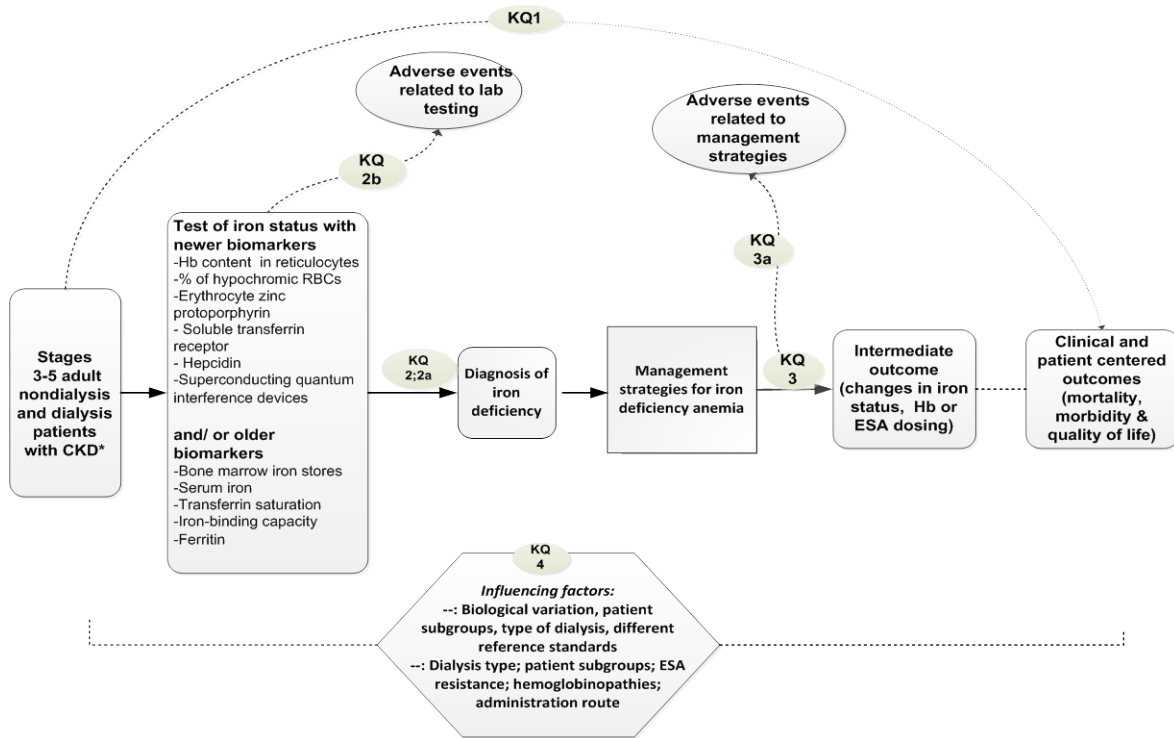 KQ1
Adverse events
related to lab
testing
Adverse events
related to
management
strategies
KQ
2b
KQ
3a
Stages
3-5 adult
nondialysis
and dialysis
patients
with CKD*
Test of iron status with
newer biomarkers
-Hb content in reticulocytes
-% of hypochromic RBCs
-Erythrocyte zinc
protoporphyrin
- Soluble transferrin
receptor
- Hepcidin
-Superconducting quantum
interference devices
and/ or older
biomarkers
-Bone marrow iron stores
-Serum iron
-Transferrin saturation
-Iron-binding capacity
-Ferritin
KQ
2;2a
Diagnosis of
iron
deficiency
Management
strategies for iron
deficiency anemia
KQ
3
Intermediate
outcome
(changes in iron
status, Hb or
ESA dosing)
Clinical and
patient centered
outcomes
(mortality,
morbidity &
quality of life)
KQ
4
Influencing factors:
--: Biological variation, patient
subgroups, type of dialysis, different
reference standards
--: Dialysis type; patient subgroups; ESA
resistance; hemoglobinopathies;
administration route